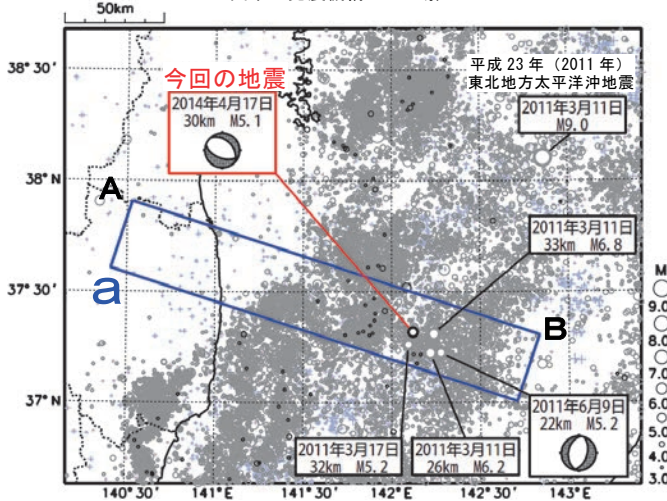 50km
38°30'
38°N
37°30'
37°N
今回の地震
2014年4月17日
30km M5.1
平成 23 年（2011 年）
東北地方太平洋沖地震
2011年3月11日
M9.0
2011年3月11日
33km M6.8
A
a
B
2011年3月17日
32km M5.2
2011年3月11日
26km M6.2
2011年6月9日
22km M5.2
M
9.0
8.0
7.0
6.0
5.0
4.0
3.0
140°30'
141°E
141°30'
142°E
142°30'
143°E